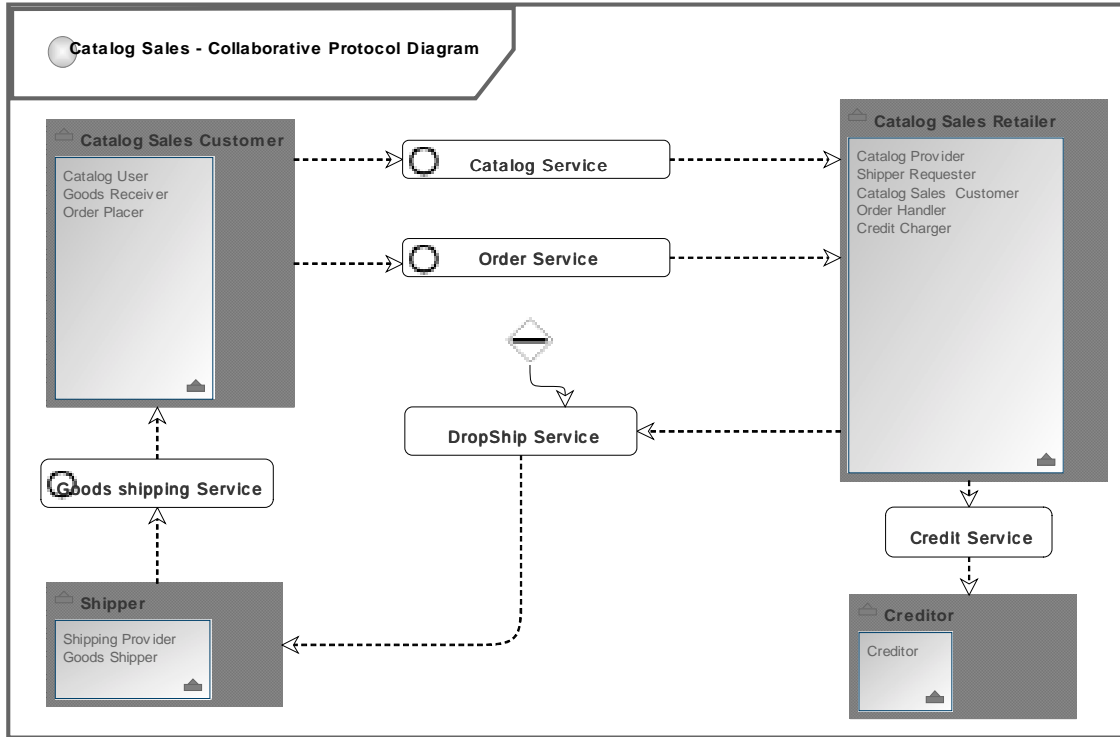 Catalog Sales - Collaborative Protocol Diagram
Catalog Sales Customer
Catalog User
Goods Receiver
Order Placer
Catalog Service
Order Service
Catalog Sales Retailer
Catalog Provider
Shipper Requester
Catalog Sales Customer
Order Handler
Credit Charger
DropShip Service
Goods shipping Service
Credit Service
Shipper
Shipping Provider
Goods Shipper
Creditor
Creditor